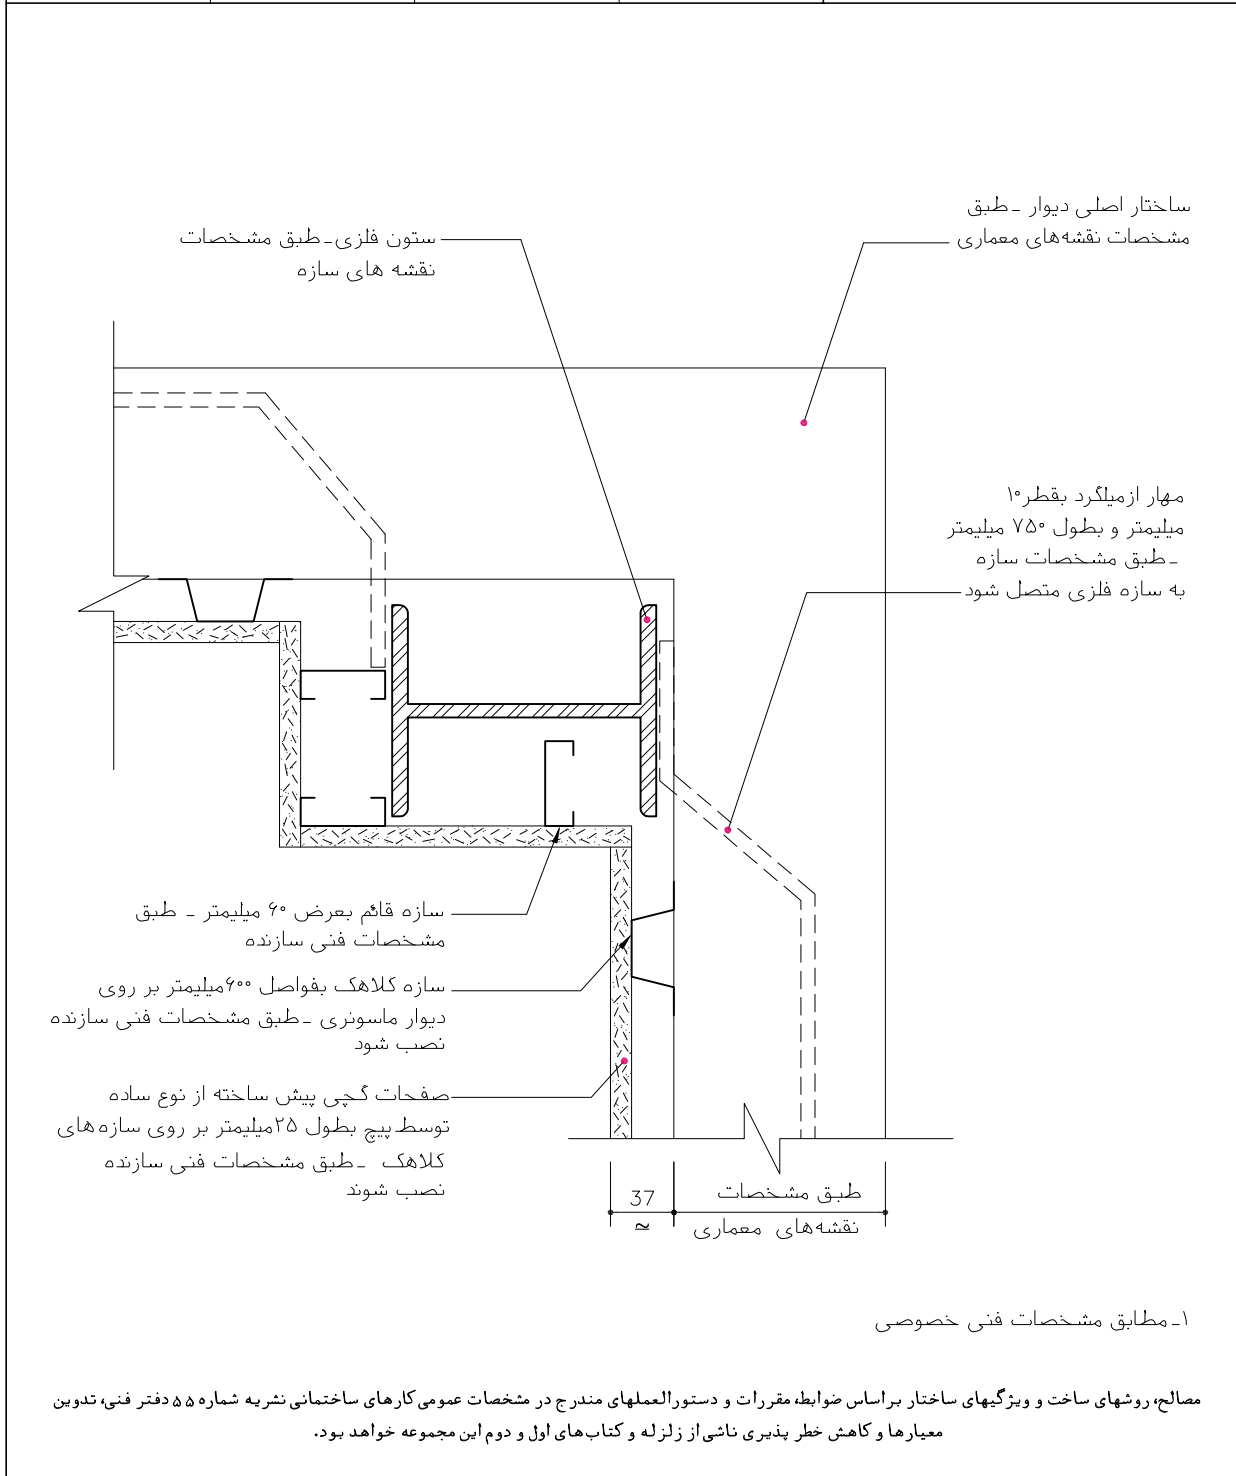 ساختار اصلی دیوار - طبق
مشخصات نقشه‌های معماری
ستون فلزی - طبق مشخصات
نقشه های سازه
مهار ازمیلگرد بقطر ۱۰
میلیمتر و بطول ۷۵۰ میلیمتر
- طبق مشخصات سازه
به سازه فلزی متصل شود
سازه قائم بعرض ۶۰ میلیمتر - طبق
مشخصات فنی سازنده
سازه کلاهک بفواصل ۶۰۰میلیمتر بر روی
دیوار ماسونری - طبق مشخصات فنی سازنده
نصب شود
صفحات گچی پیش ساخته از نوع ساده
توسط پیچ بطول ۲۵میلیمتر بر روی سازه‌های
کلاهک - طبق مشخصات فنی سازنده
نصب شوند
37
≃
طبق مشخصات
نقشه‌های معماری
۱- مطابق مشخصات فنی خصوصی
مصالح، روشهای ساخت و ویژگیهای ساختار براساس ضوابط، مقررات و دستورالعملهای مندرج در مشخصات عمومی کارهای ساختمانی نشریه شماره ۵۵ دفتر فنی، تدوین
معیارها و کاهش خطر پذیری ناشی از زلزله و کتاب‌های اول و دوم این مجموعه خواهد بود.